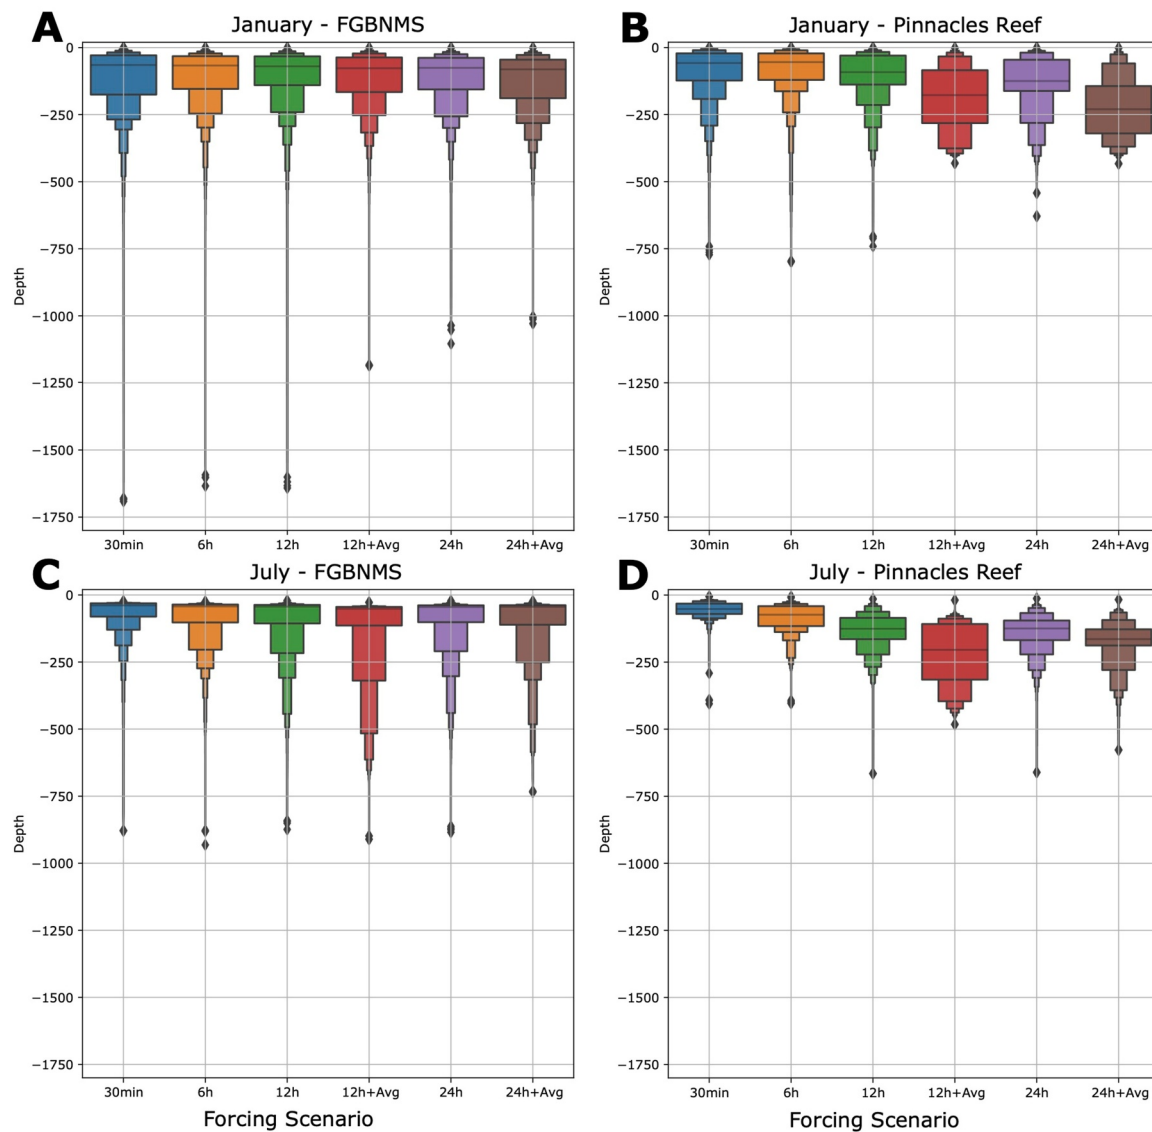 A
January - FGBNMS
0
−250
−500
−750
−1000
−1250
−1500
−1750
Depth
30min 6h 12h 12h+Avg 24h 24h+Avg
B
January - Pinnacles Reef
0
−250
−500
−750
−1000
−1250
−1500
−1750
Depth
30min 6h 12h 12h+Avg 24h 24h+Avg
C
July - FGBNMS
0
−250
−500
−750
−1000
−1250
−1500
−1750
Depth
30min 6h 12h 12h+Avg 24h 24h+Avg
Forcing Scenario
D
July - Pinnacles Reef
0
−250
−500
−750
−1000
−1250
−1500
−1750
Depth
30min 6h 12h 12h+Avg 24h 24h+Avg
Forcing Scenario